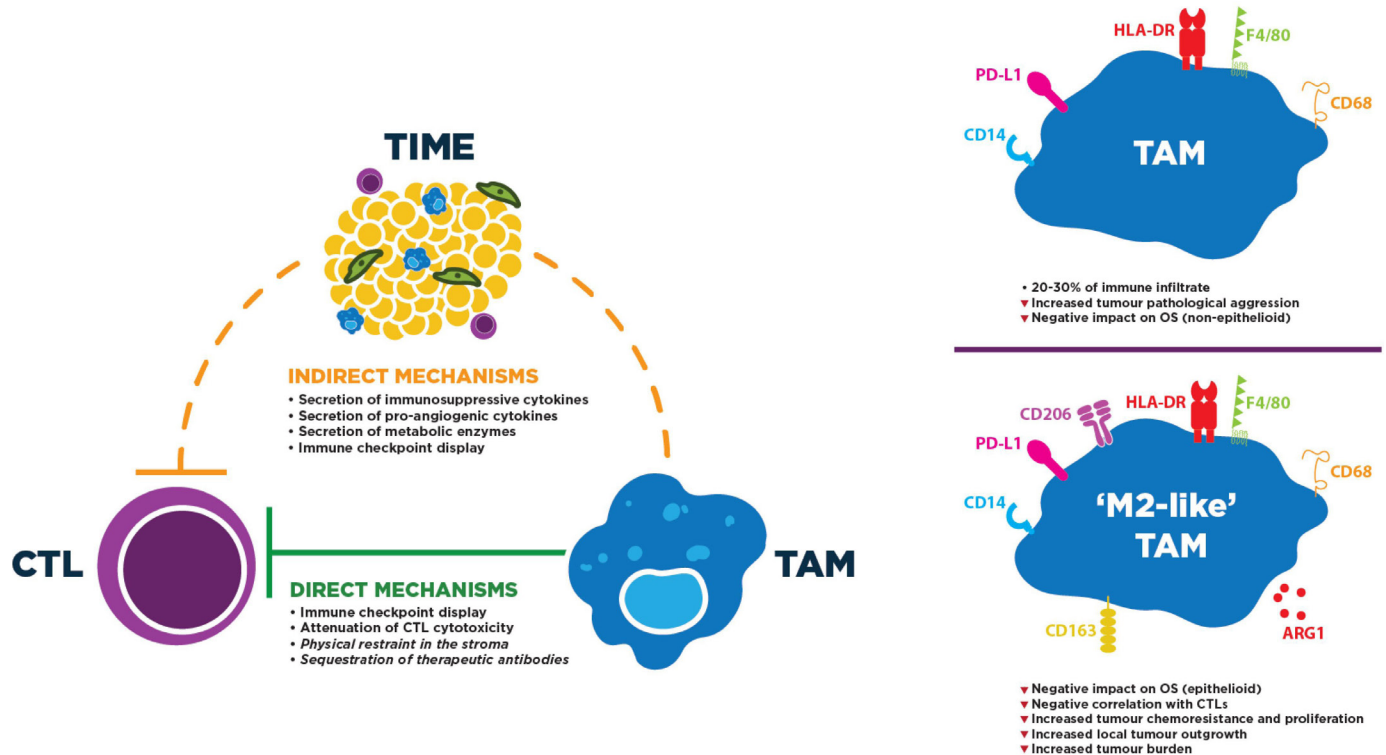 TIME
INDIRECT MECHANISMS
• Secretion of immunosuppressive cytokines
• Secretion of pro-angiogenic cytokines
• Secretion of metabolic enzymes
• Immune checkpoint display
CTL
TAM
DIRECT MECHANISMS
• Immune checkpoint display
• Attenuation of CTL cytotoxicity
• Physical restraint in the stroma
• Sequestration of therapeutic antibodies
HLA-DR
F4/80
PD-L1
CD68
CD14
TAM
• 20-30% of immune infiltrate
▼ Increased tumour pathological aggression
▼ Negative impact on OS (non-epithelioid)
CD206
HLA-DR
F4/80
PD-L1
CD68
CD14
‘M2-like’
TAM
CD163
ARG1
▼ Negative impact on OS (epithelioid)
▼ Negative correlation with CTLs
▼ Increased tumour chemoresistance and proliferation
▼ Increased local tumour outgrowth
▼ Increased tumour burden